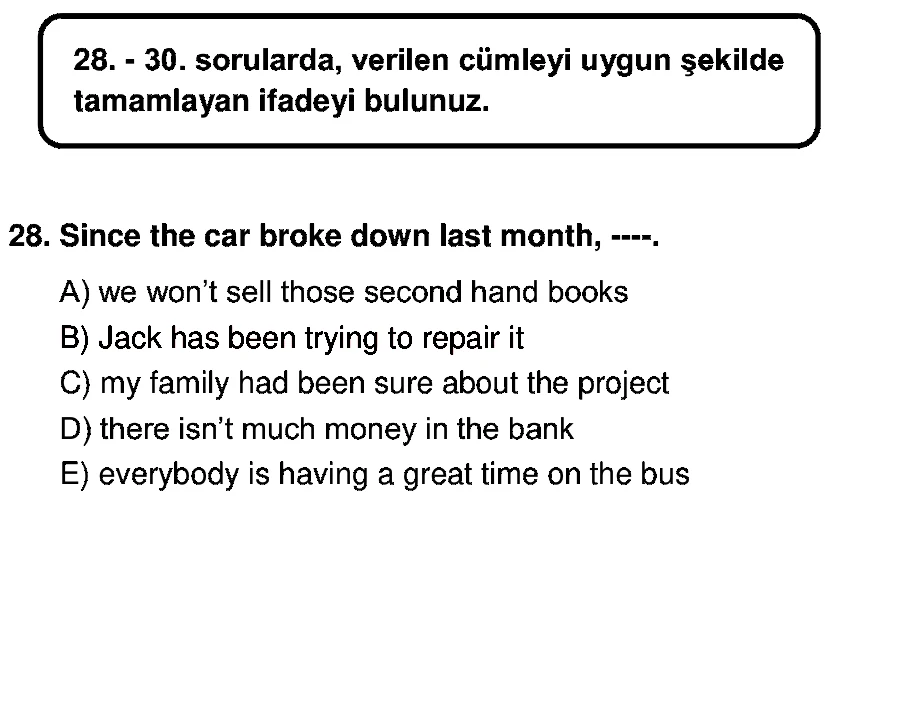 28. - 30. sorularda, verilen cümleyi uygun şekilde
tamamlayan ifadeyi bulunuz.
28. Since the car broke down last month, ----.
A) we won't sell those second hand books
B) Jack has been trying to repair it
C) my family had been sure about the project
D) there isn't much money in the bank
E) everybody is having a great time on the bus